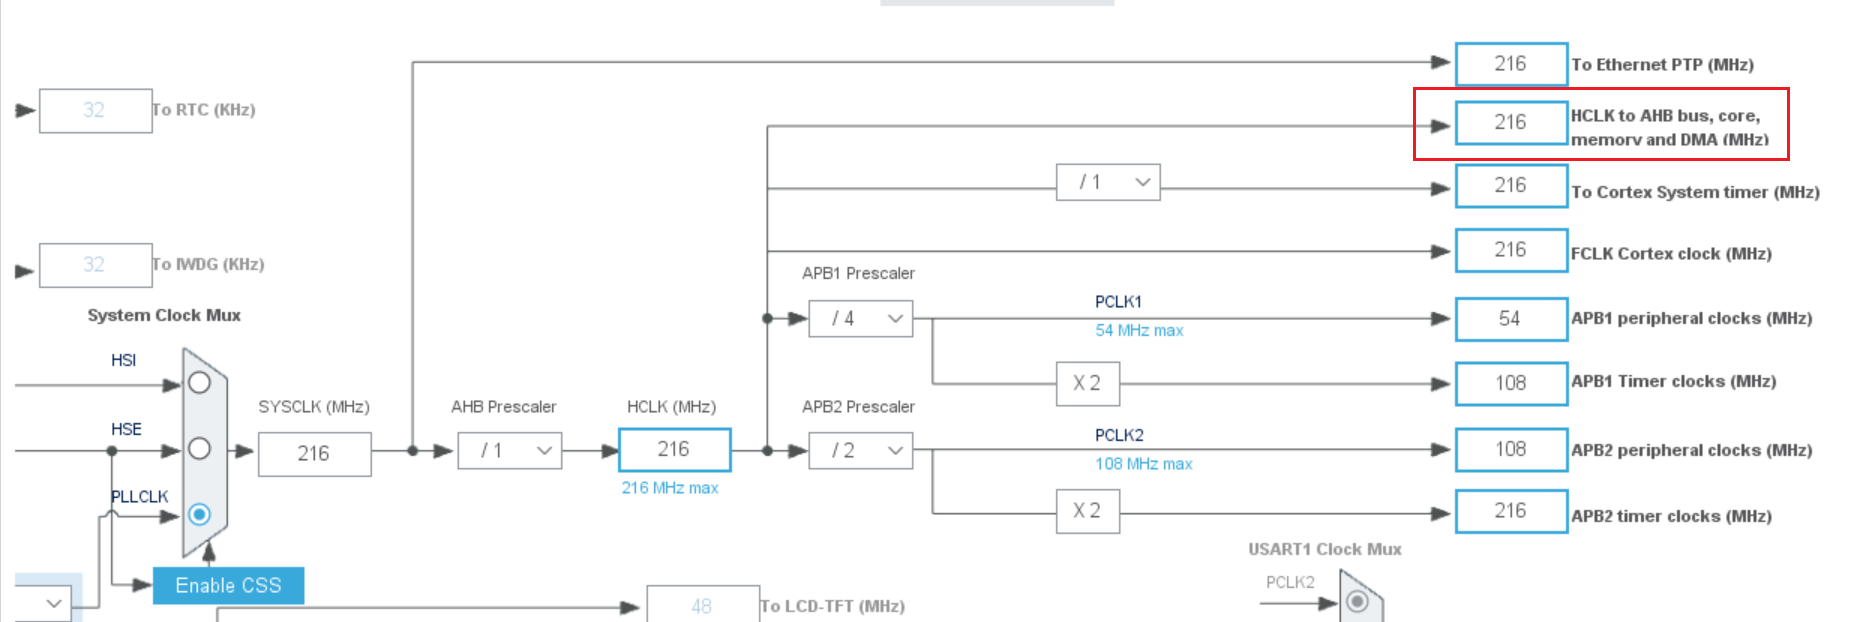 216
To Ethernet PTP (MHz)
32
To RTC (KHz)
216
HCLK to AHB bus, core,
memory and DMA (MHz)
/ 1
216
To Cortex System timer (MHz)
32
To IWDG (KHz)
216
FCLK Cortex clock (MHz)
APB1 Prescaler
System Clock Mux
/ 4
PCLK1
54 MHz max
54
APB1 peripheral clocks (MHz)
HSI
X 2
108
APB1 Timer clocks (MHz)
SYSCLK (MHz)
AHB Prescaler
HCLK (MHz)
APB2 Prescaler
HSE
216
/ 1
216
216 MHz max
/ 2
PCLK2
108 MHz max
108
APB2 peripheral clocks (MHz)
PLLCLK
X 2
216
APB2 timer clocks (MHz)
USART1 Clock Mux
Enable CSS
PCLK2
48
To LCD-TFT (MHz)